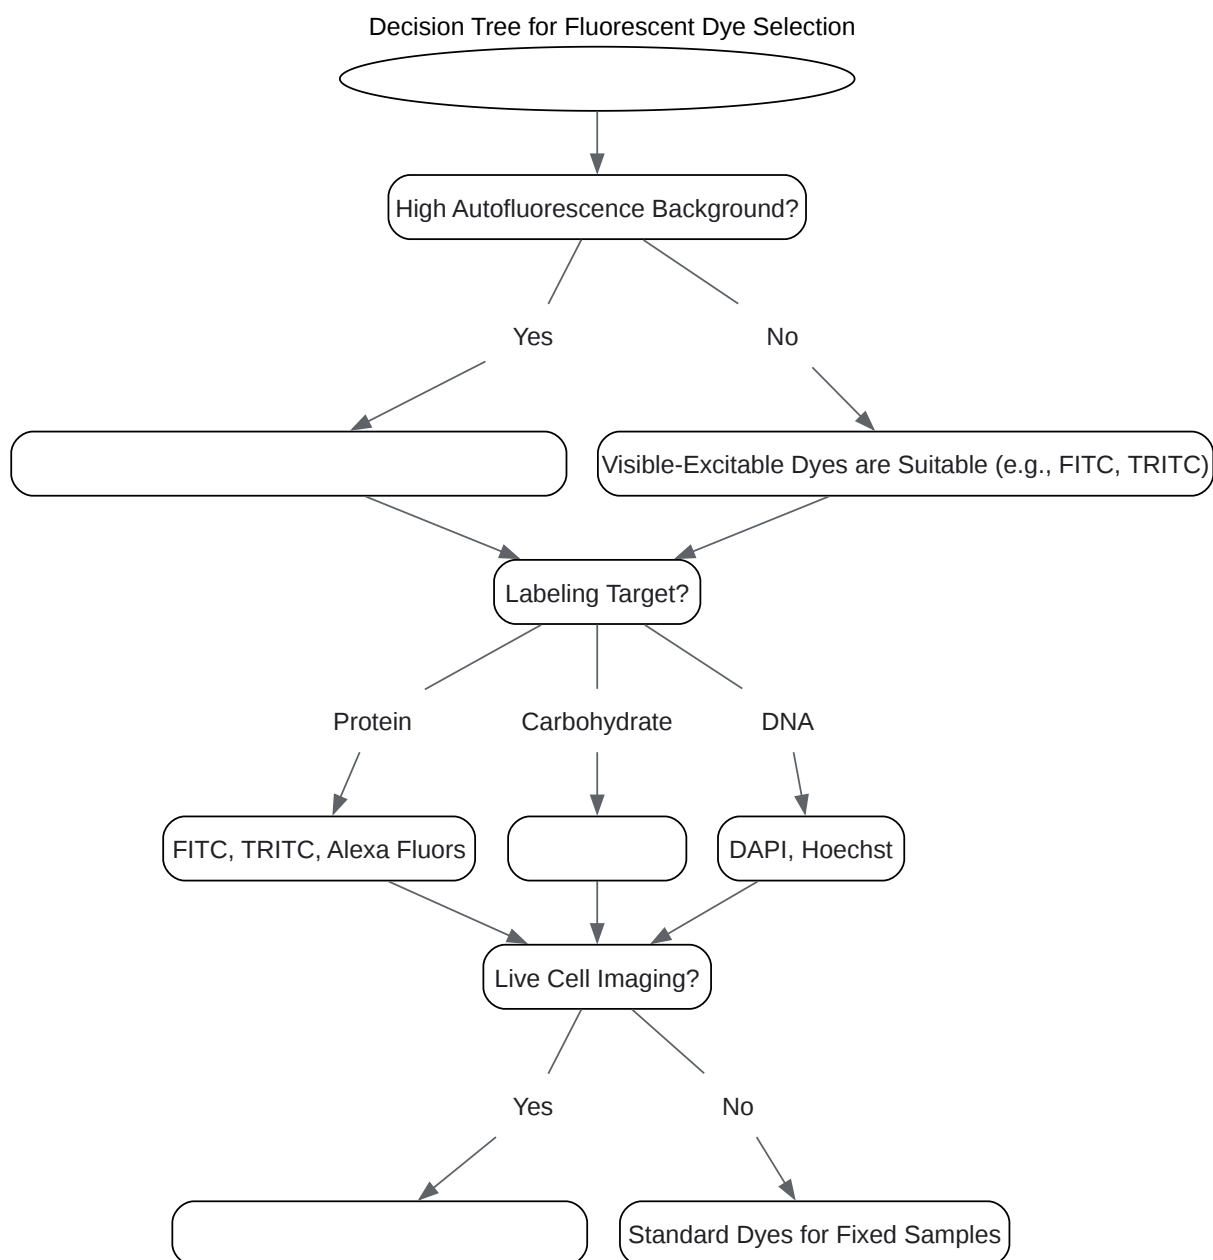 Decision Tree for Fluorescent Dye Selection
High Autofluorescence Background?
Yes
No
Visible-Excitable Dyes are Suitable (e.g., FITC, TRITC)
Labeling Target?
Protein
Carbohydrate
DNA
FITC, TRITC, Alexa Fluors
DAPI, Hoechst
Live Cell Imaging?
Yes
No
Standard Dyes for Fixed Samples